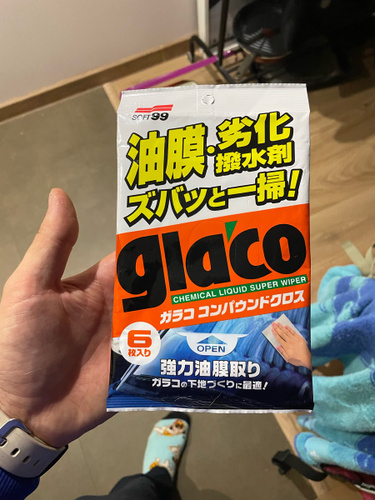 SOFT99
油膜・劣化
撥水剤
ズバッと一掃!
glaco
CHEMICAL LIQUID SUPER WIPER
ガラコ コンパウンドクロス
6
枚入り
OPEN
強力油膜取り
ガラコの下地づくりに最適!